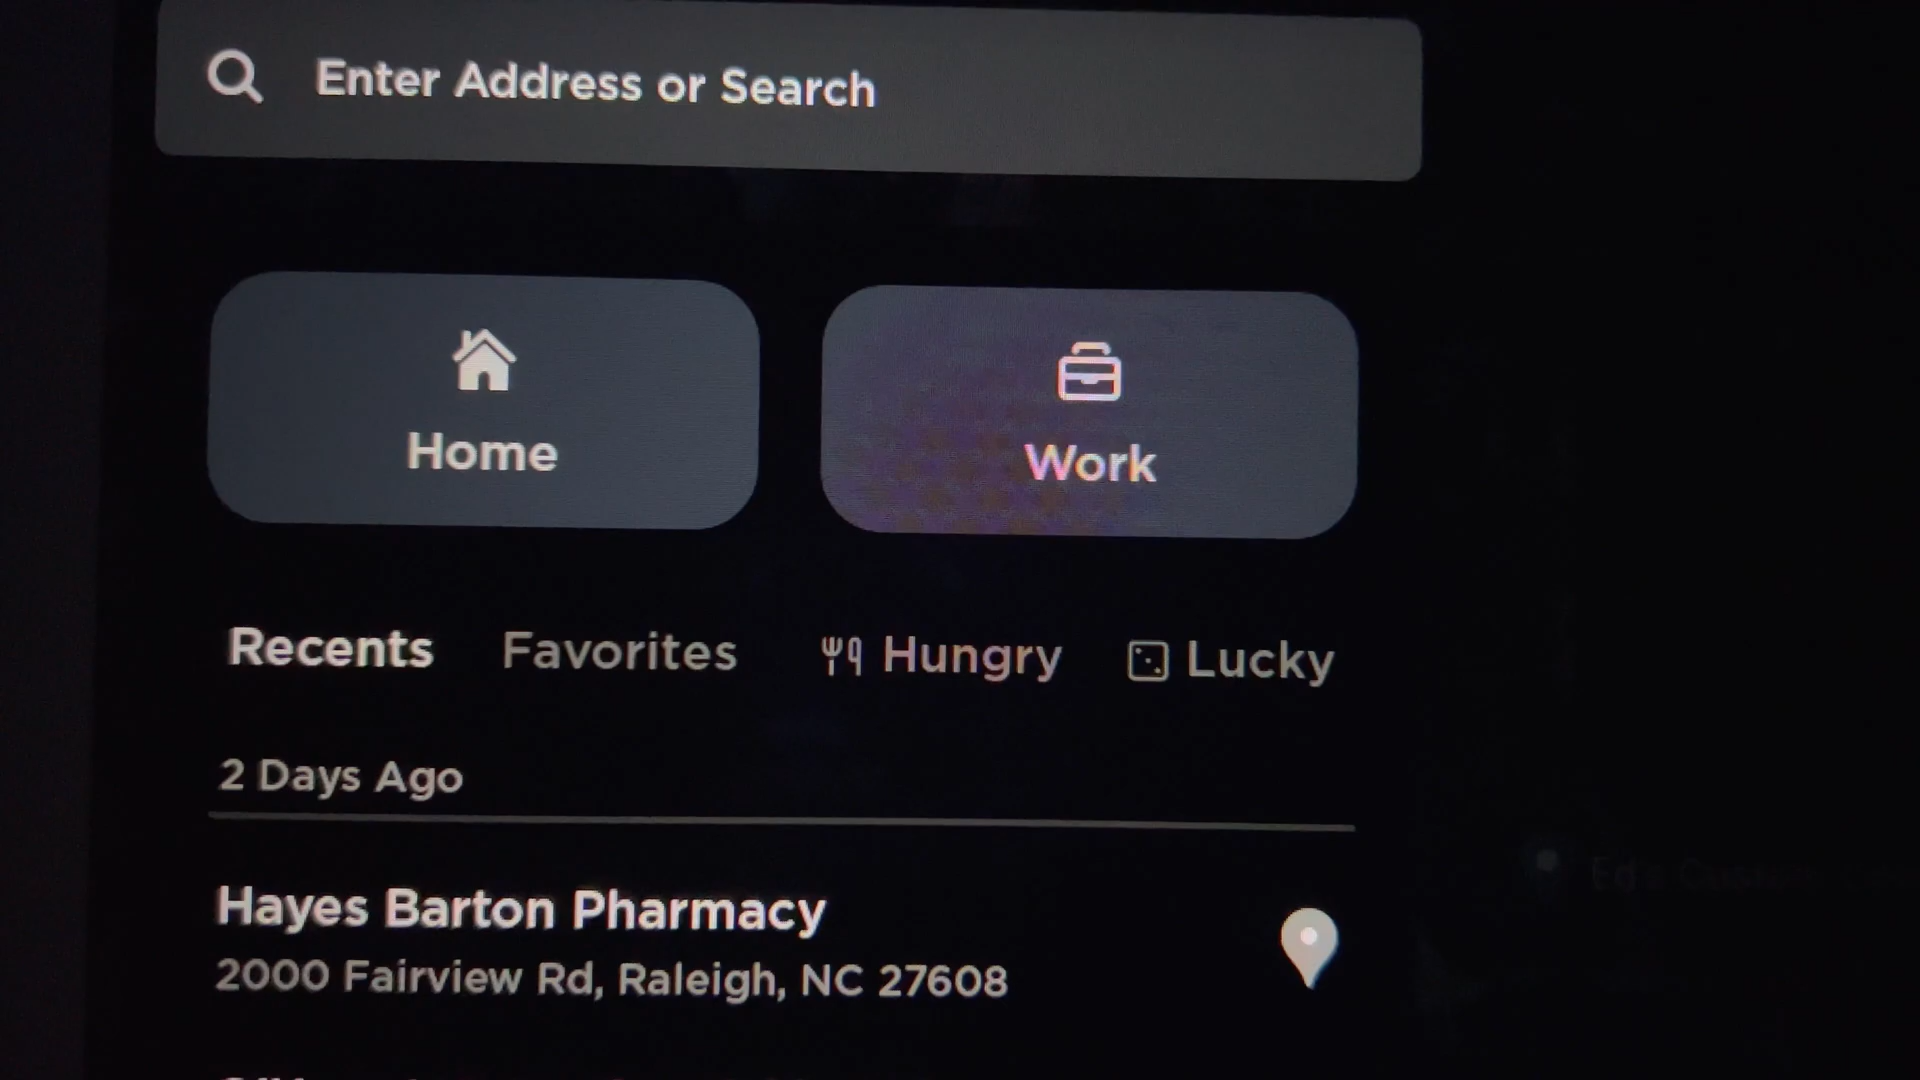 Enter Address or Search
Home
Work
Recents Favorites Hungry Lucky
2 Days Ago
Hayes Barton Pharmacy
2000 Fairview Rd, Raleigh, NC 27608